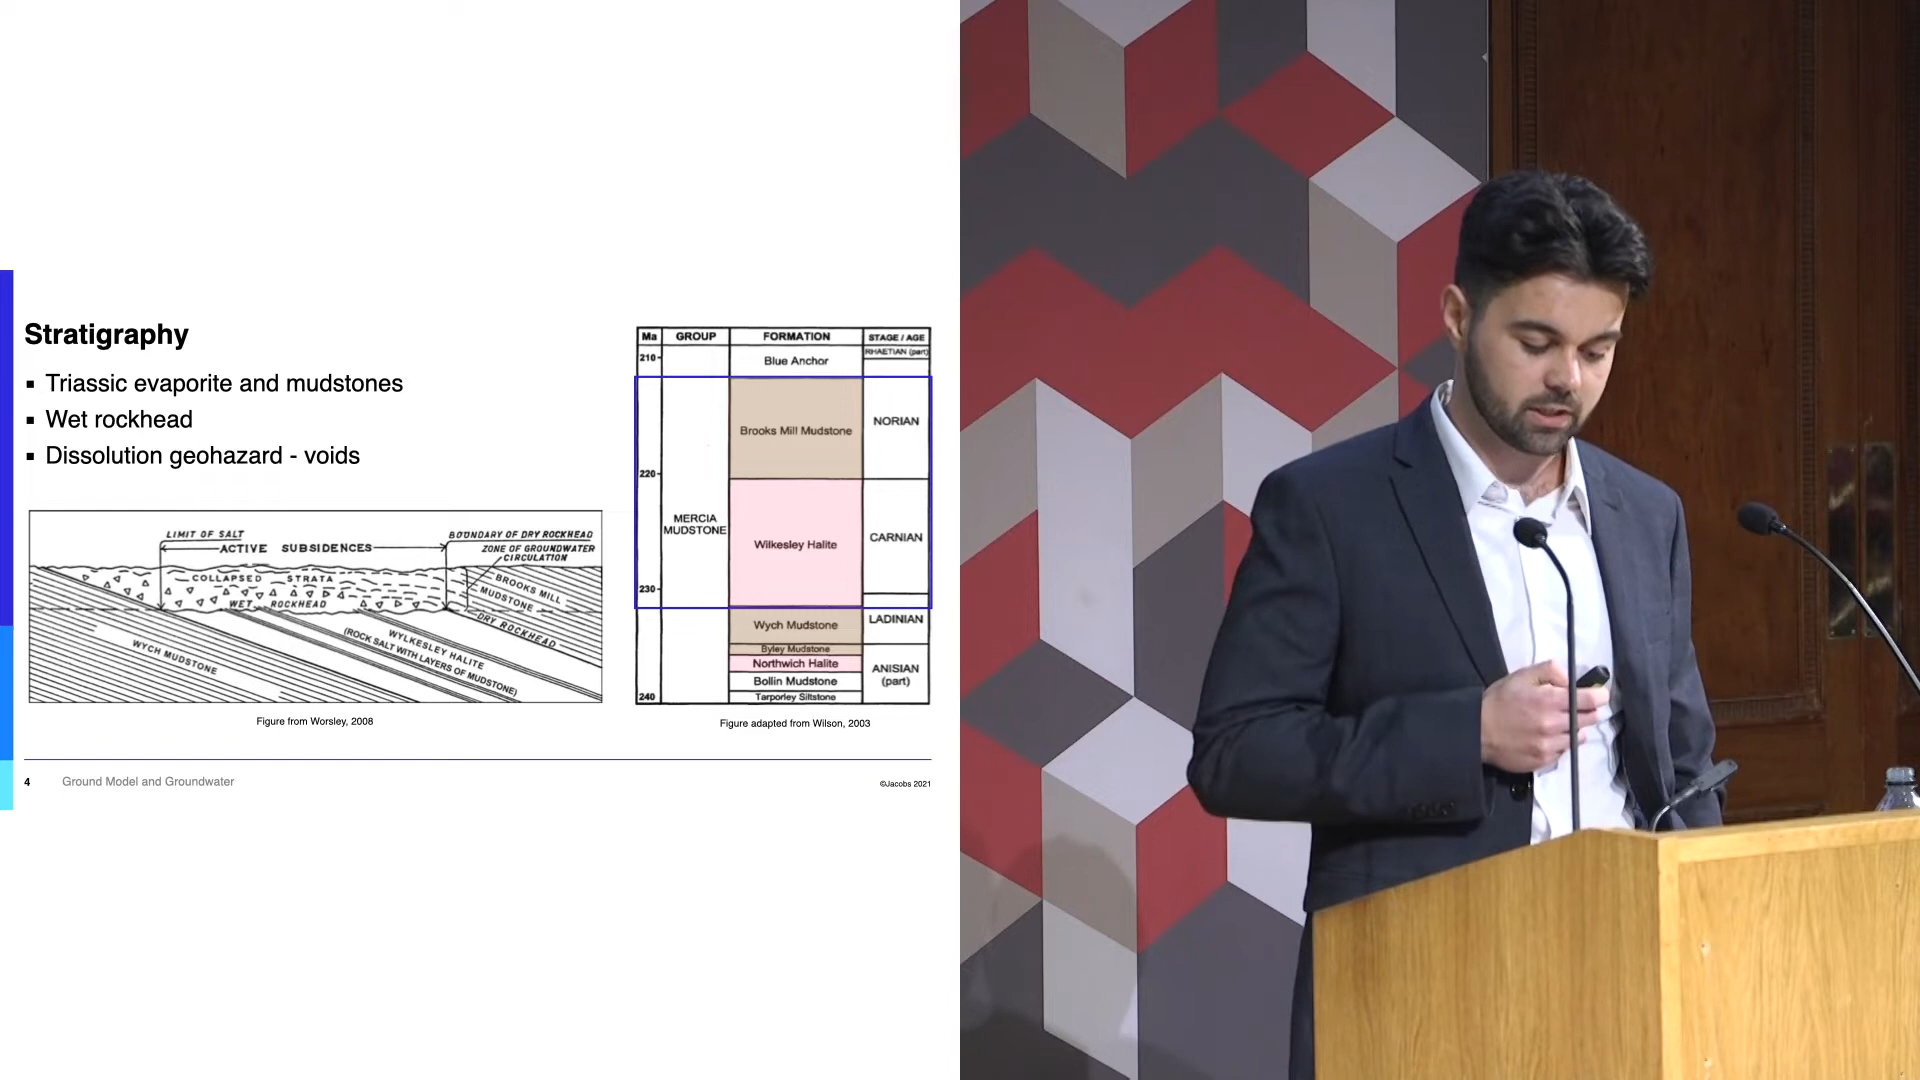 Stratigraphy
▪ Triassic evaporite and mudstones
▪ Wet rockhead
▪ Dissolution geohazard - voids
LIMIT OF SALT
ACTIVE SUBSIDENCES
BOUNDARY OF DRY ROCKHEAD
ZONE OF GROUNDWATER
CIRCULATION
COLLAPSED STRATA
WET ROCKHEAD
BROOKS MILL
MUDSTONE
DRY ROCKHEAD
WYCH MUDSTONE
WYLKESLEY HALITE
(ROCK SALT WITH LAYERS OF MUDSTONE)
Figure from Worsley, 2008
Ma GROUP FORMATION STAGE / AGE
210 Blue Anchor RHAETIAN (part)
Brooks Mill Mudstone NORIAN
220
MERCIA
MUDSTONE
Wilkesley Halite CARNIAN
230
Wych Mudstone LADINIAN
Byley Mudstone
Northwich Halite ANISIAN
(part)
Bollin Mudstone
240 Tarporley Siltstone
Figure adapted from Wilson, 2003
4 Ground Model and Groundwater
©Jacobs 2021